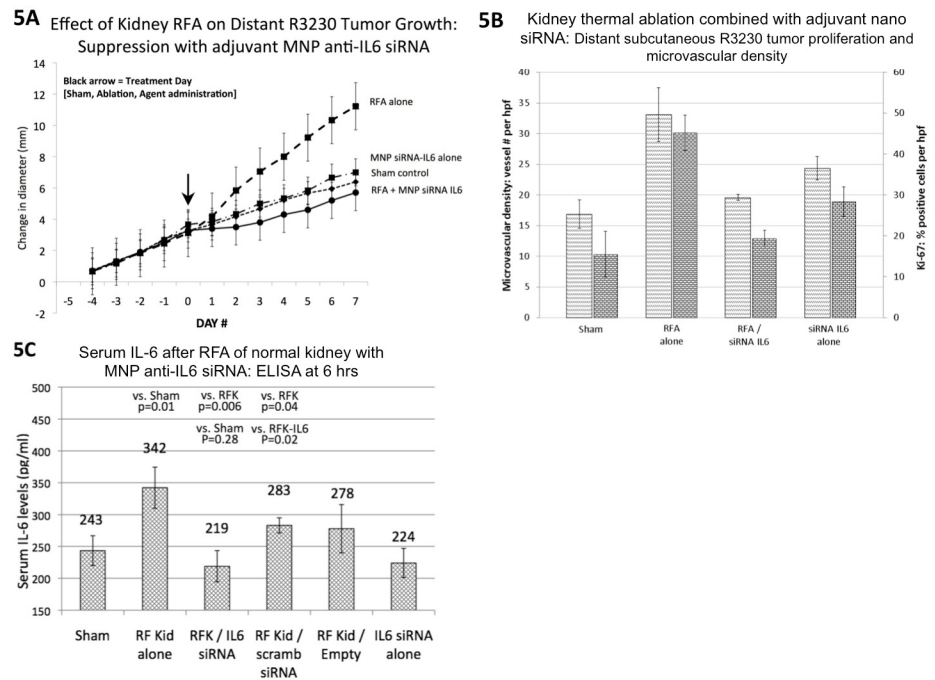 5A
Effect of Kidney RFA on Distant R3230 Tumor Growth:
Suppression with adjuvant MNP anti-IL6 siRNA
Black arrow = Treatment Day
[Sham, Ablation, Agent administration]
Change in diameter (mm)
14
12
10
8
6
4
2
0
-2
RFA alone
MNP siRNA-IL6 alone
Sham control
RFA + MNP siRNA IL6
-5 -4 -3 -2 -1 0 1 2 3 4 5 6 7
DAY #
5B
Kidney thermal ablation combined with adjuvant nano
siRNA: Distant subcutaneous R3230 tumor proliferation and
microvascular density
Microvascular density: vessel # per hpf
40
35
30
25
20
15
10
5
0
60
50
40
30
20
10
0
Ki-67: % positive cells per hpf
Sham
RFA
alone
RFA /
siRNA IL6
siRNA IL6
alone
5C
Serum IL-6 after RFA of normal kidney with
MNP anti-IL6 siRNA: ELISA at 6 hrs
Serum IL-6 levels (pg/ml)
500
450
400
350
300
250
200
150
vs. Sham
p=0.01
vs. RFK
p=0.006
vs. RFK
p=0.04
vs. Sham
P=0.28
vs. RFK-IL6
P=0.02
243
342
219
283
278
224
Sham
RF Kid
alone
RFK / IL6
siRNA
RF Kid /
scramb
siRNA
RF Kid /
Empty
IL6 siRNA
alone